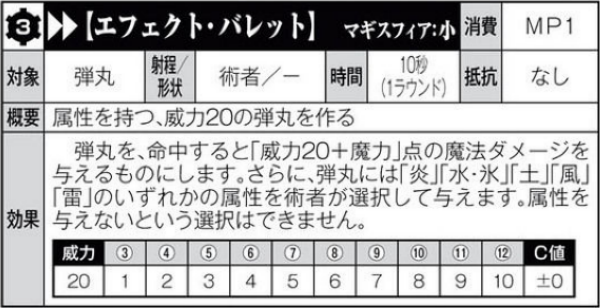 3 ▶▶【エフェクト・バレット】 マギスフィア:小 消費 MP1
対象 弾丸 射程/形状 術者/― 時間 10秒(1ラウンド) 抵抗 なし
概要 属性を持つ、威力20の弾丸を作る
効果
弾丸を、命中すると「威力20+魔力」点の魔法ダメージを
与えるものにします。さらに、弾丸には「炎」「水・氷」「土」「風」
「雷」のいずれかの属性を術者が選択して与えます。属性を
与えないという選択はできません。
威力 ③ ④ ⑤ ⑥ ⑦ ⑧ ⑨ ⑩ ⑪ ⑫ C値
20 1 2 3 4 5 6 7 8 9 10 ±0